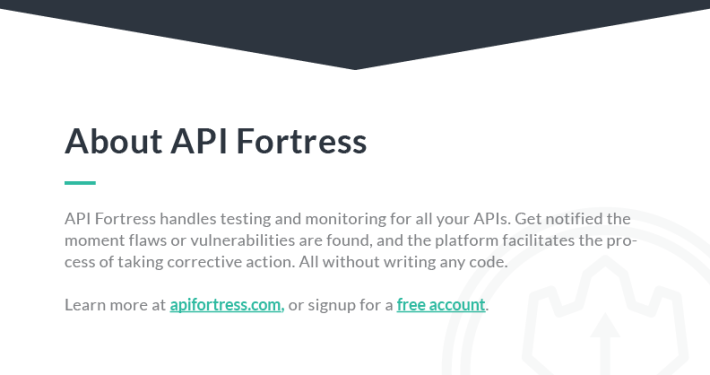 About API Fortress
API Fortress handles testing and monitoring for all your APIs. Get notified the
moment flaws or vulnerabilities are found, and the platform facilitates the pro-
cess of taking corrective action. All without writing any code.
Learn more at apifortress.com, or signup for a free account.